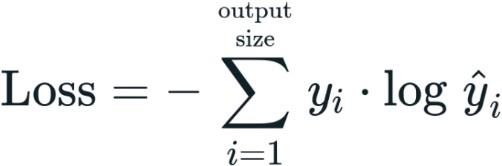 output
size
Loss = − ∑ yᵢ · log ŷᵢ
i=1